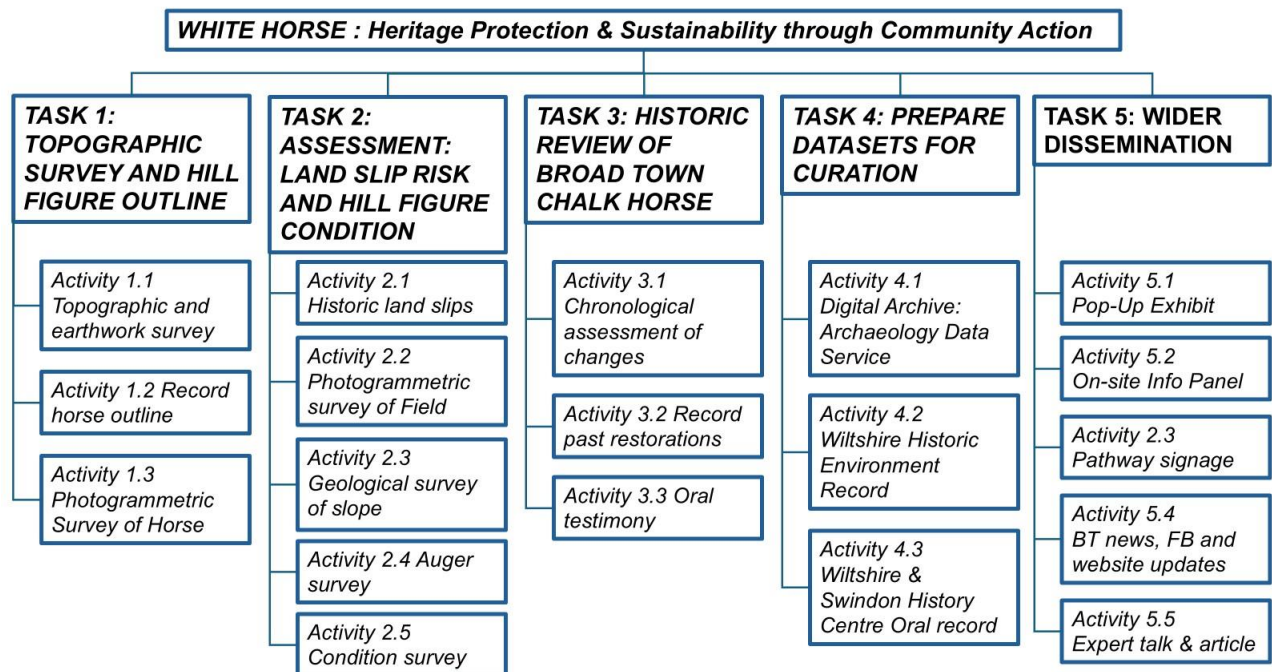 WHITE HORSE : Heritage Protection & Sustainability through Community Action
TASK 1:
TOPOGRAPHIC
SURVEY AND HILL
FIGURE OUTLINE
Activity 1.1
Topographic and
earthwork survey
Activity 1.2 Record
horse outline
Activity 1.3
Photogrammetric
Survey of Horse
TASK 2:
ASSESSMENT:
LAND SLIP RISK
AND HILL FIGURE
CONDITION
Activity 2.1
Historic land slips
Activity 2.2
Photogrammetric
survey of Field
Activity 2.3
Geological survey
of slope
Activity 2.4 Auger
survey
Activity 2.5
Condition survey
TASK 3: HISTORIC
REVIEW OF
BROAD TOWN
CHALK HORSE
Activity 3.1
Chronological
assessment of
changes
Activity 3.2 Record
past restorations
Activity 3.3 Oral
testimony
TASK 4: PREPARE
DATASETS FOR
CURATION
Activity 4.1
Digital Archive:
Archaeology Data
Service
Activity 4.2
Wiltshire Historic
Environment
Record
Activity 4.3
Wiltshire &
Swindon History
Centre Oral record
TASK 5: WIDER
DISSEMINATION
Activity 5.1
Pop-Up Exhibit
Activity 5.2
On-site Info Panel
Activity 2.3
Pathway signage
Activity 5.4
BT news, FB and
website updates
Activity 5.5
Expert talk & article